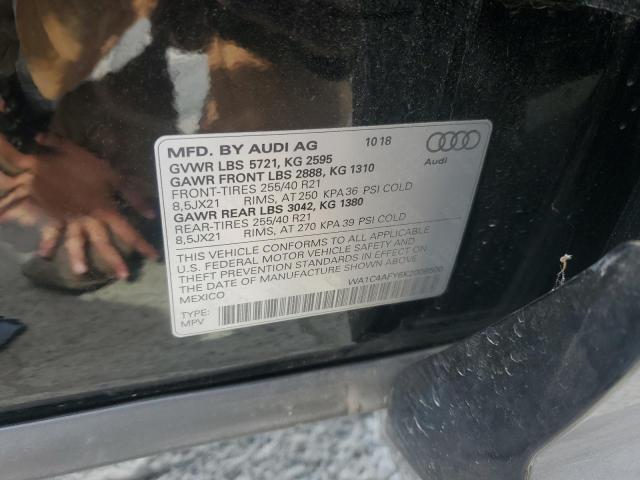 MFD. BY AUDI AG 10 18
GVWR LBS 5721, KG 2595
GAWR FRONT LBS 2888, KG 1310
FRONT-TIRES 255/40 R21
8,5JX21 RIMS, AT 250 KPA 36 PSI COLD
GAWR REAR LBS 3042, KG 1380
REAR-TIRES 255/40 R21
8,5JX21 RIMS, AT 270 KPA 39 PSI COLD
Audi
THIS VEHICLE CONFORMS TO ALL APPLICABLE
U.S. FEDERAL MOTOR VEHICLE SAFETY AND
THEFT PREVENTION STANDARDS IN EFFECT ON
THE DATE OF MANUFACTURE SHOWN ABOVE.
MEXICO
WA1C4AFY6K2008500
TYPE:
MPV